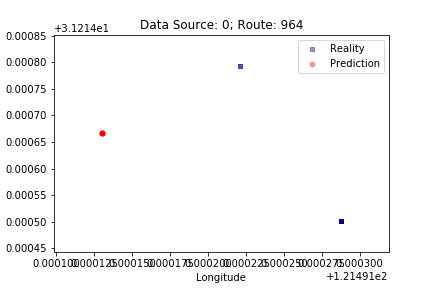 Data Source: 0; Route: 964
+3.1214e1
0.00085
0.00080
0.00075
0.00070
0.00065
0.00060
0.00055
0.00050
0.00045
Reality
Prediction
0.000100 0.000125 0.000150 0.000175 0.000200 0.000225 0.000250 0.000275 0.000300
Longitude
+1.21491e2